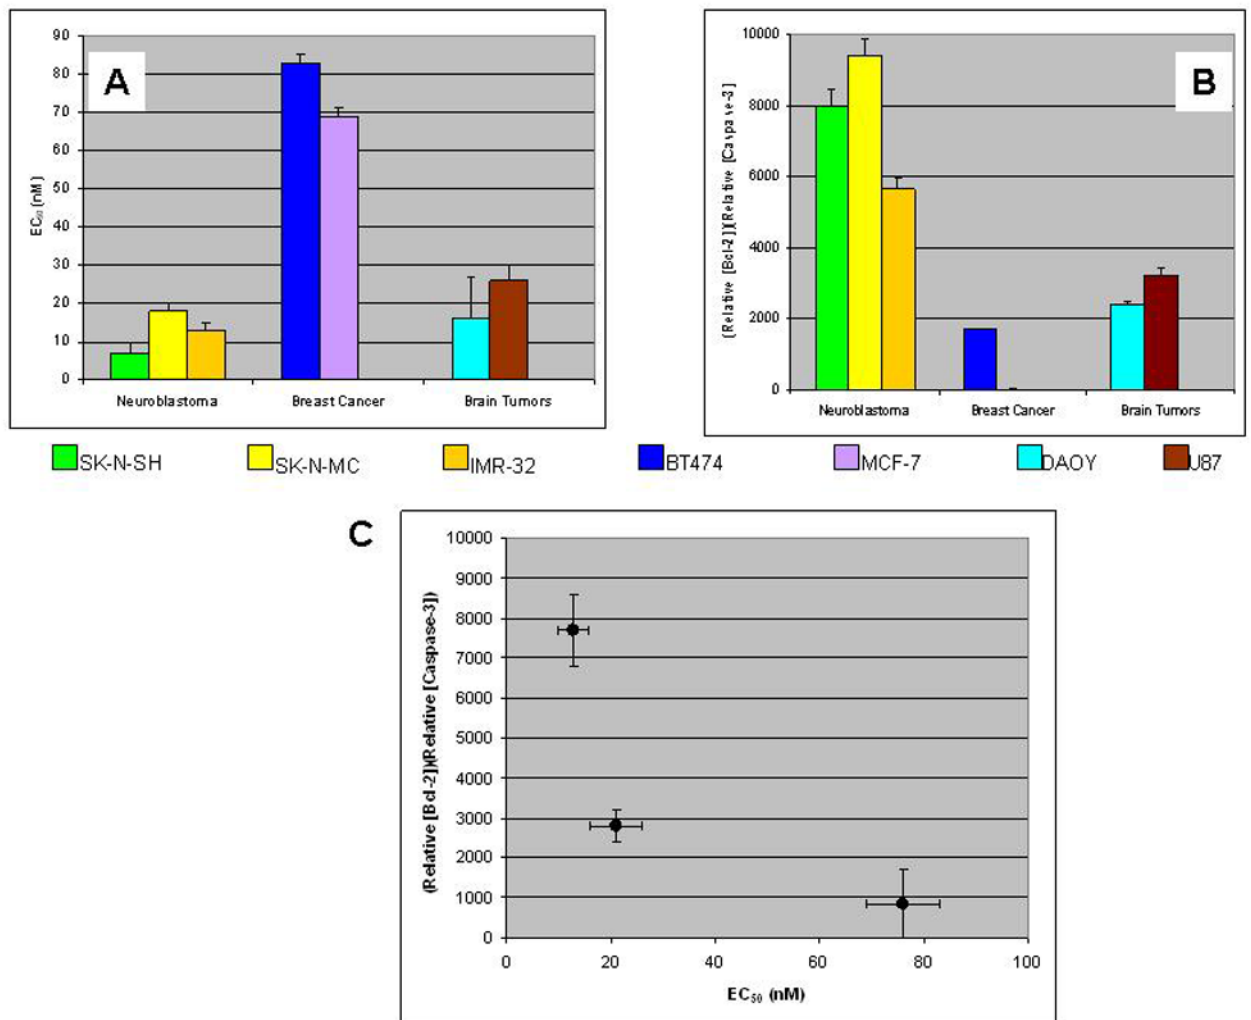 A
90
80
70
60
50
40
30
20
10
0
EC₅₀ (nM)
Neuroblastoma Breast Cancer Brain Tumors
B
10000
8000
6000
4000
2000
0
(Relative [Bcl-2])(Relative [Caspase-3]
Neuroblastoma Breast Cancer Brain Tumors
SK-N-SH SK-N-MC IMR-32 BT474 MCF-7 DAOY U87
C
10000
9000
8000
7000
6000
5000
4000
3000
2000
1000
0
(Relative [Bcl-2])(Relative [Caspase-3])
0 20 40 60 80 100
EC₅₀ (nM)